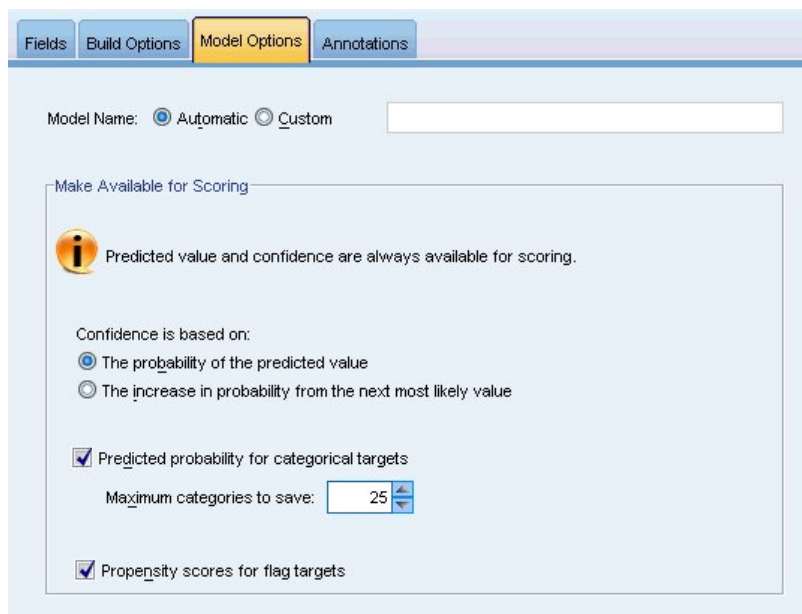 Fields Build Options Model Options Annotations
Model Name: Automatic Custom
Make Available for Scoring
Predicted value and confidence are always available for scoring.
Confidence is based on:
The probability of the predicted value
The increase in probability from the next most likely value
Predicted probability for categorical targets
Maximum categories to save: 25
Propensity scores for flag targets